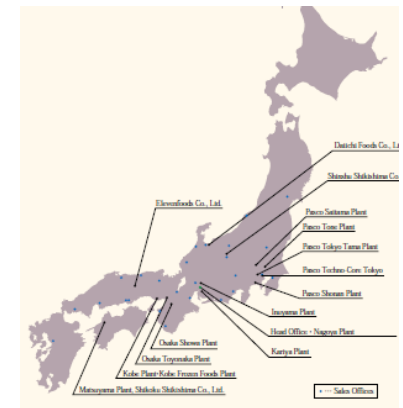 Daiichi Foods Co., Lt
Shinshu Shikishima Co
Elevenfoods Co., Ltd.
Pasco Saitama Plant
Pasco Tone Plant
Pasco Tokyo Tama Plant
Pasco Techno-Core Tokyo
Pasco Shonan Plant
Inuyama Plant
Head Office・Nagoya Plant
Kariya Plant
Osaka Showa Plant
Osaka Toyonaka Plant
Kobe Plant・Kobe Frozen Foods Plant
Matsuyama Plant, Shikoku Shikishima Co., Ltd.
● ··· Sales Offices